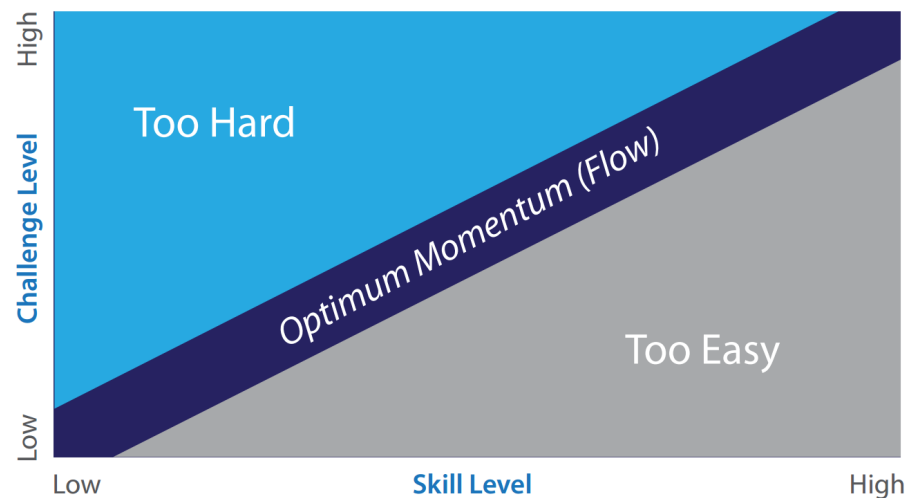 High
Too Hard
Challenge Level
Optimum Momentum (Flow)
Too Easy
Low
Low
Skill Level
High